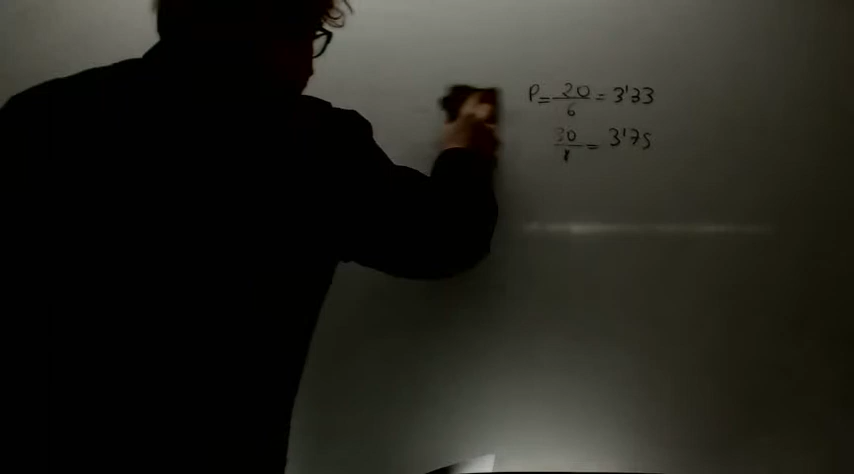 P = 20/6 = 3'33
30/8 = 3'75